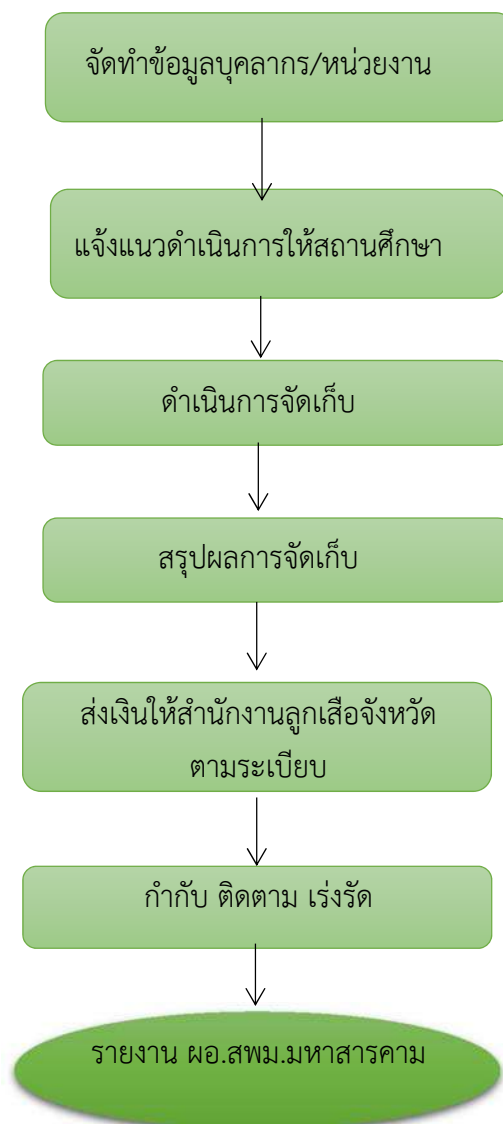 จัดทำข้อมูลบุคลากร/หน่วยงาน
แจ้งแนวดำเนินการให้สถานศึกษา
ดำเนินการจัดเก็บ
สรุปผลการจัดเก็บ
ส่งเงินให้สำนักงานลูกเสือจังหวัด
ตามระเบียบ
กำกับ ติดตาม เร่งรัด
รายงาน ผอ.สพม.มหาสารคาม